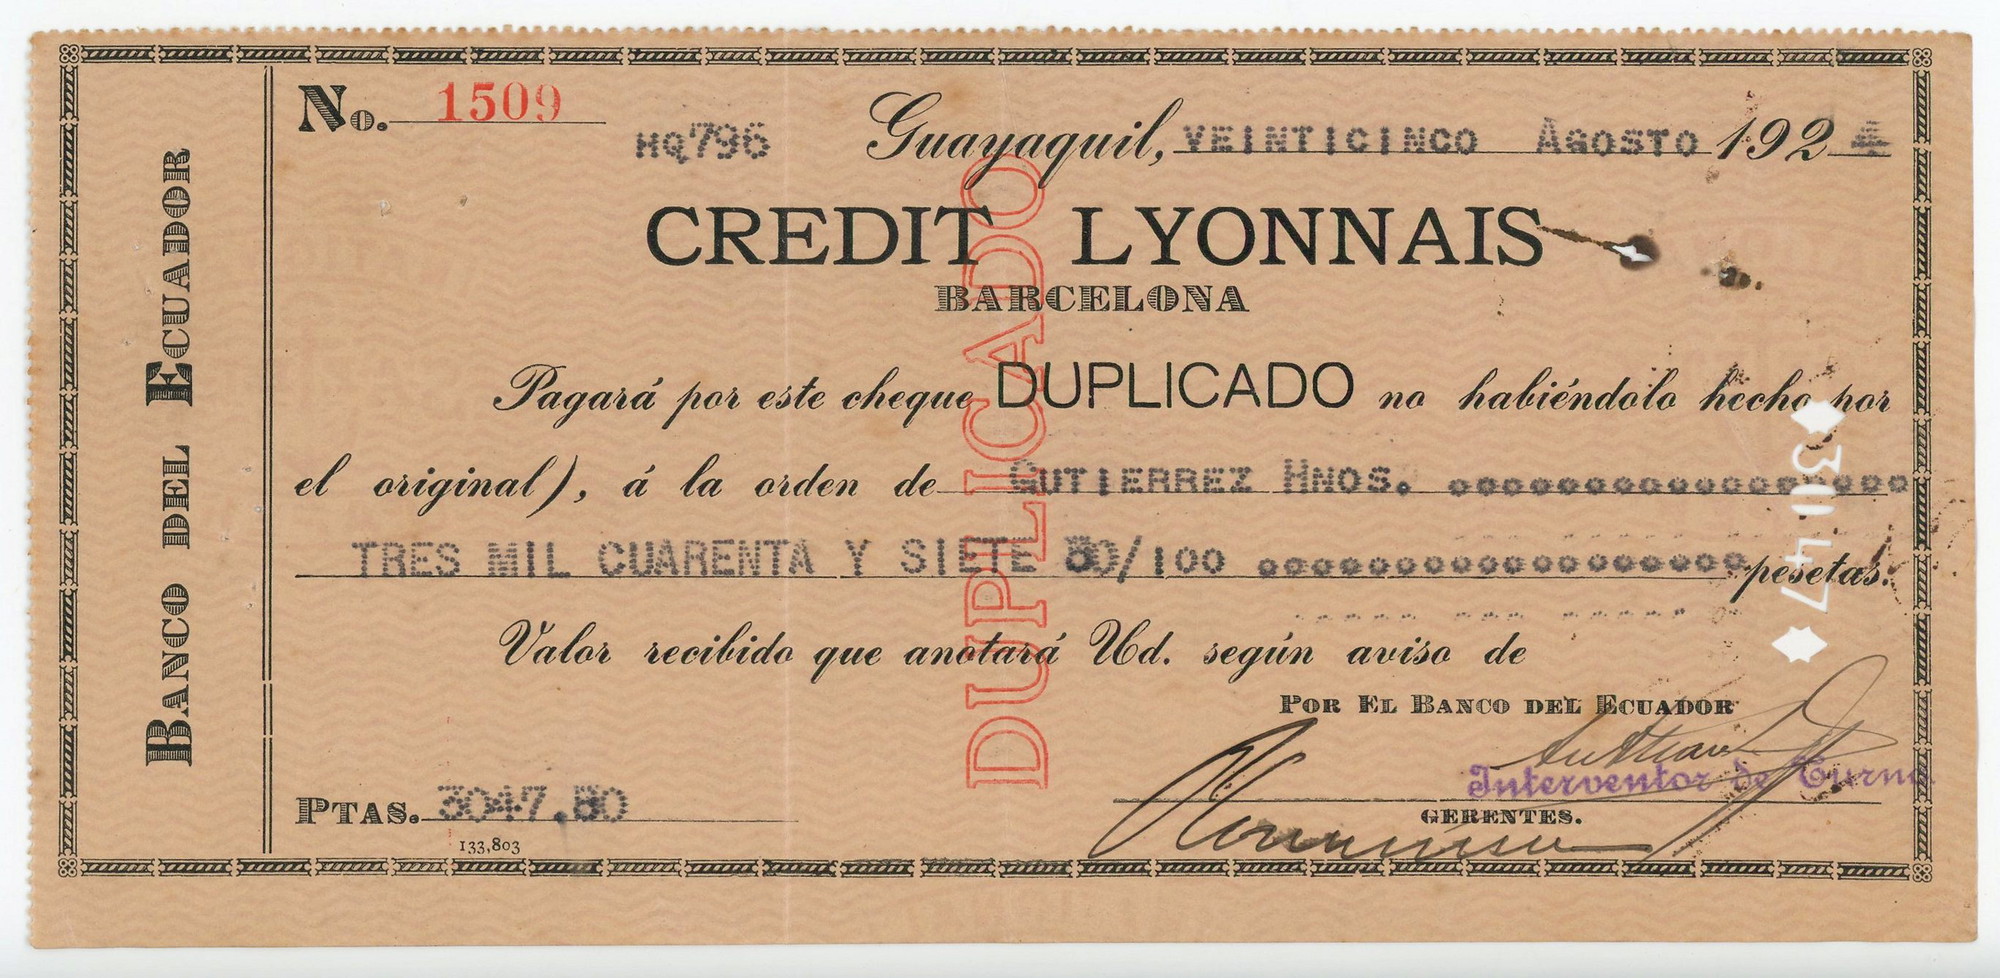 BANCO DEL ECUADOR
No. 1509
HQ796
Guayaquil, VEINTICINCO AGOSTO 1924
CREDIT LYONNAIS
BARCELONA
DUPLICADO
Pagará por este cheque DUPLICADO no habiéndolo hecho por
el original), á la orden de GUTIERREZ HNOS.
TRES MIL CUARENTA Y SIETE 80/100 pesetas.
Valor recibido que anotará Ud. según aviso de
POR EL BANCO DEL ECUADOR
Interventor de Turno
GERENTES.
PTAS. 3047.80
133,803